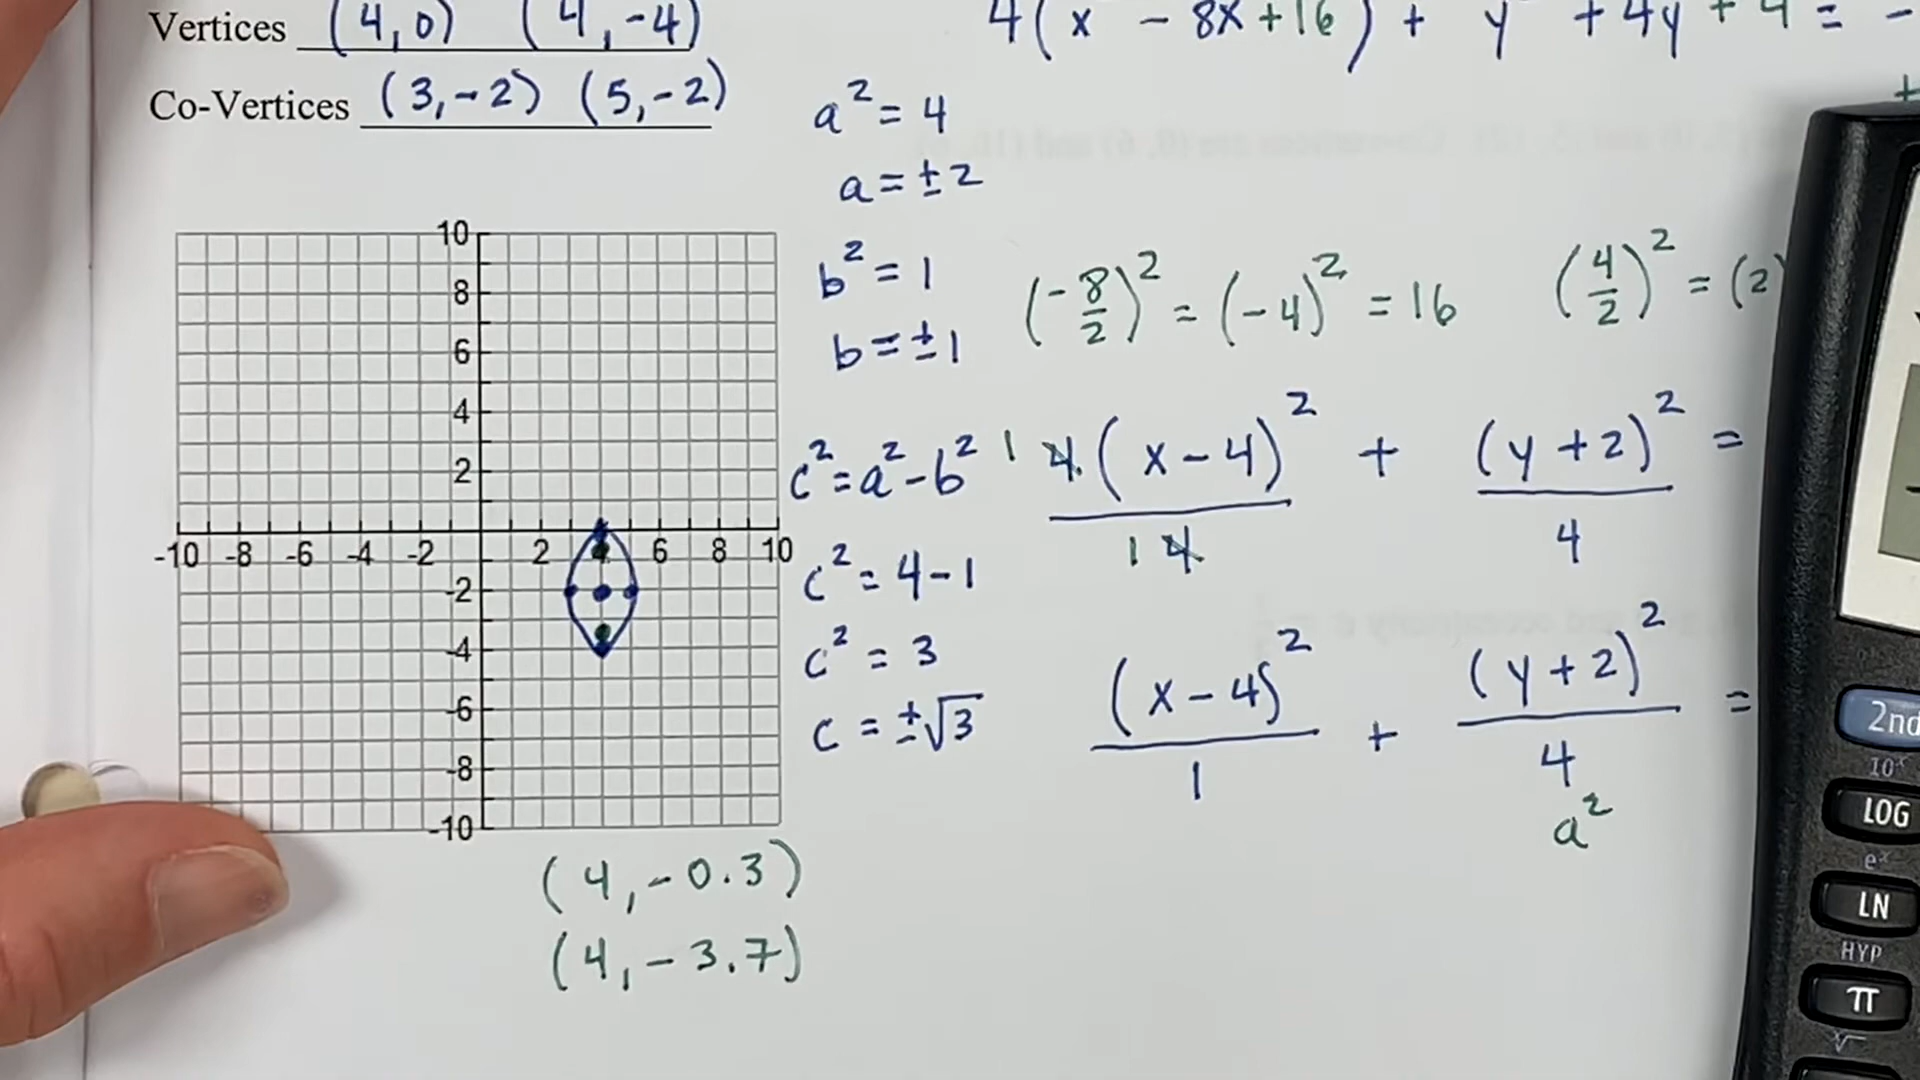 Vertices (4,0) (4,-4)
Co-Vertices (3,-2) (5,-2)
4(x - 8x +16) + y + 4y + 4 = -
+
a² = 4
a = ±2
b² = 1
b = ±1
(-8/2)² = (-4)² = 16
(4/2)² = (2)
c² = a² - b²
1 4(x-4)² / 1 4 + (y+2)² / 4 =
c² = 4 - 1
c² = 3
c = ±√3
(x-4)² / 1 + (y+2)² / 4 =
a²
10
8
6
4
2
-10 -8 -6 -4 -2 2 6 8 10
-2
-4
-6
-8
-10
(4, -0.3)
(4, -3.7)
2nd
10ˣ
LOG
eˣ
LN
HYP
π
√